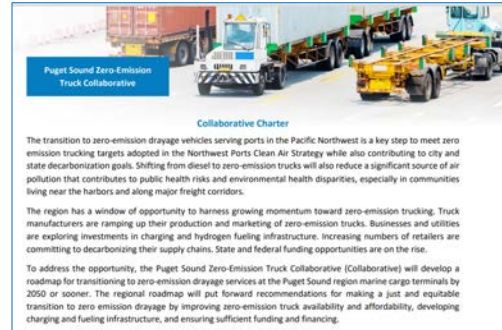 Puget Sound Zero-Emission
Truck Collaborative
Collaborative Charter
The transition to zero-emission drayage vehicles serving ports in the Pacific Northwest is a key step to meet zero
emission trucking targets adopted in the Northwest Ports Clean Air Strategy while also contributing to city and
state decarbonization goals. Shifting from diesel to zero-emission trucks will also reduce a significant source of air
pollution that contributes to public health risks and environmental health disparities, especially in communities
living near the harbors and along major freight corridors.
The region has a window of opportunity to harness growing momentum toward zero-emission trucking. Truck
manufacturers are ramping up their production and marketing of zero-emission trucks. Businesses and utilities
are exploring investments in charging and hydrogen fueling infrastructure. Increasing numbers of retailers are
committing to decarbonizing their supply chains. State and federal funding opportunities are on the rise.
To address the opportunity, the Puget Sound Zero-Emission Truck Collaborative (Collaborative) will develop a
roadmap for transitioning to zero-emission drayage services at the Puget Sound region marine cargo terminals by
2050 or sooner. The regional roadmap will put forward recommendations for making a just and equitable
transition to zero emission drayage by improving zero-emission truck availability and affordability, developing
charging and fueling infrastructure, and ensuring sufficient funding and financing.